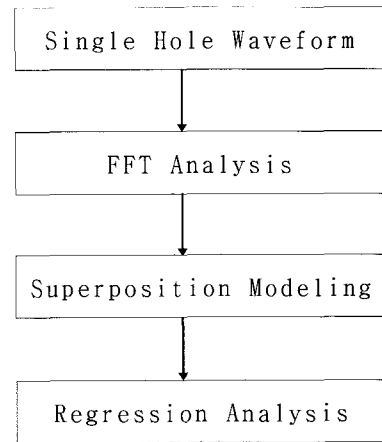 Single Hole Waveform
FFT Analysis
Superposition Modeling
Regression Analysis